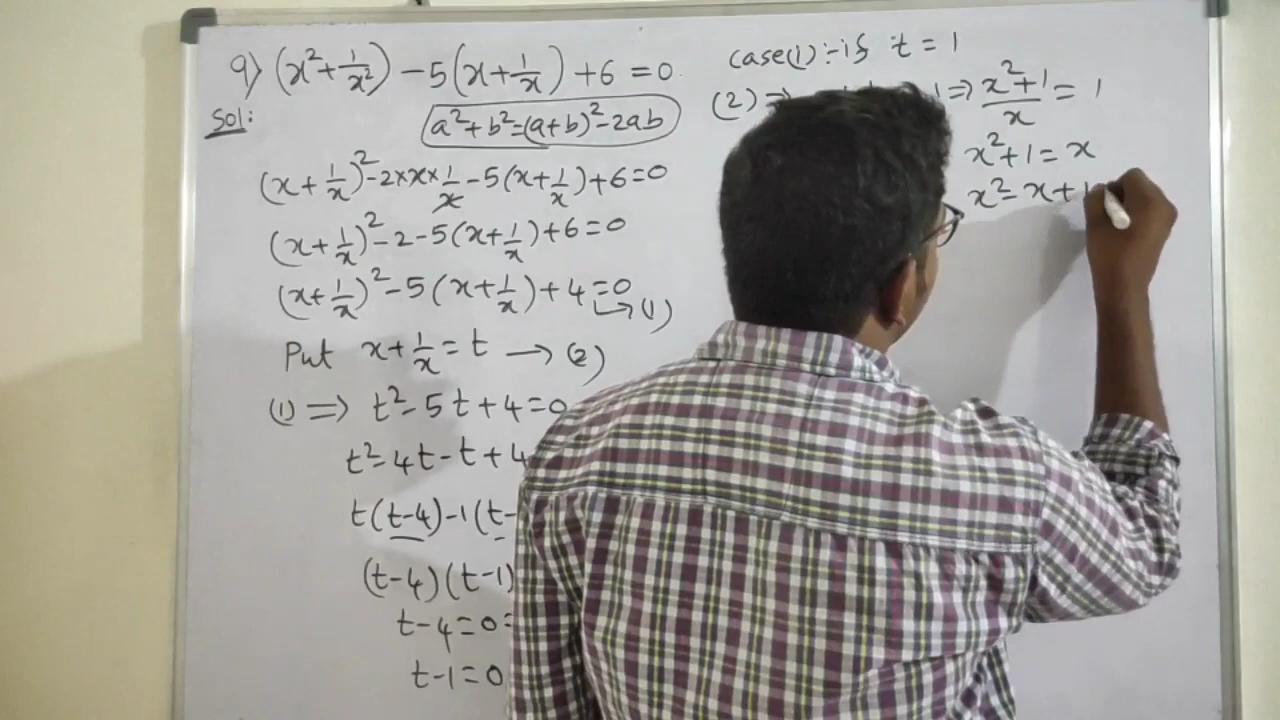 9) (x²+1/x²) -5(x+1/x) +6 =0
Sol:
a²+b²=(a+b)²-2ab
(x+1/x)²-2×x×1/x -5(x+1/x)+6=0
(x+1/x)²-2-5(x+1/x)+6=0
(x+1/x)²-5(x+1/x)+4=0
↳(1)
Put x+1/x=t →(2)
(1)⇒ t²-5t+4=0
t²-4t-t+4
t(t-4)-1(t-
(t-4)(t-1)
t-4=0
t-1=0
case(1):-if t=1
(2)⇒ 1⇒ x²+1/x=1
x²+1=x
x²-x+1